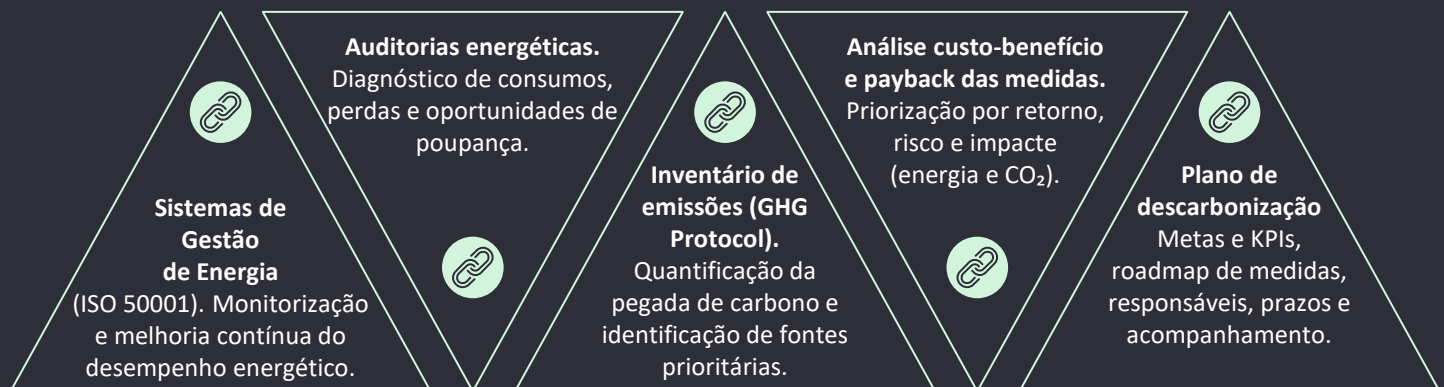 Sistemas de
Gestão
de Energia
(ISO 50001). Monitorização
e melhoria contínua do
desempenho energético.
Auditorias energéticas.
Diagnóstico de consumos,
perdas e oportunidades de
poupança.
Inventário de
emissões (GHG
Protocol).
Quantificação da
pegada de carbono e
identificação de fontes
prioritárias.
Análise custo-benefício
e payback das medidas.
Priorização por retorno,
risco e impacte
(energia e CO₂).
Plano de
descarbonização
Metas e KPIs,
roadmap de medidas,
responsáveis, prazos e
acompanhamento.